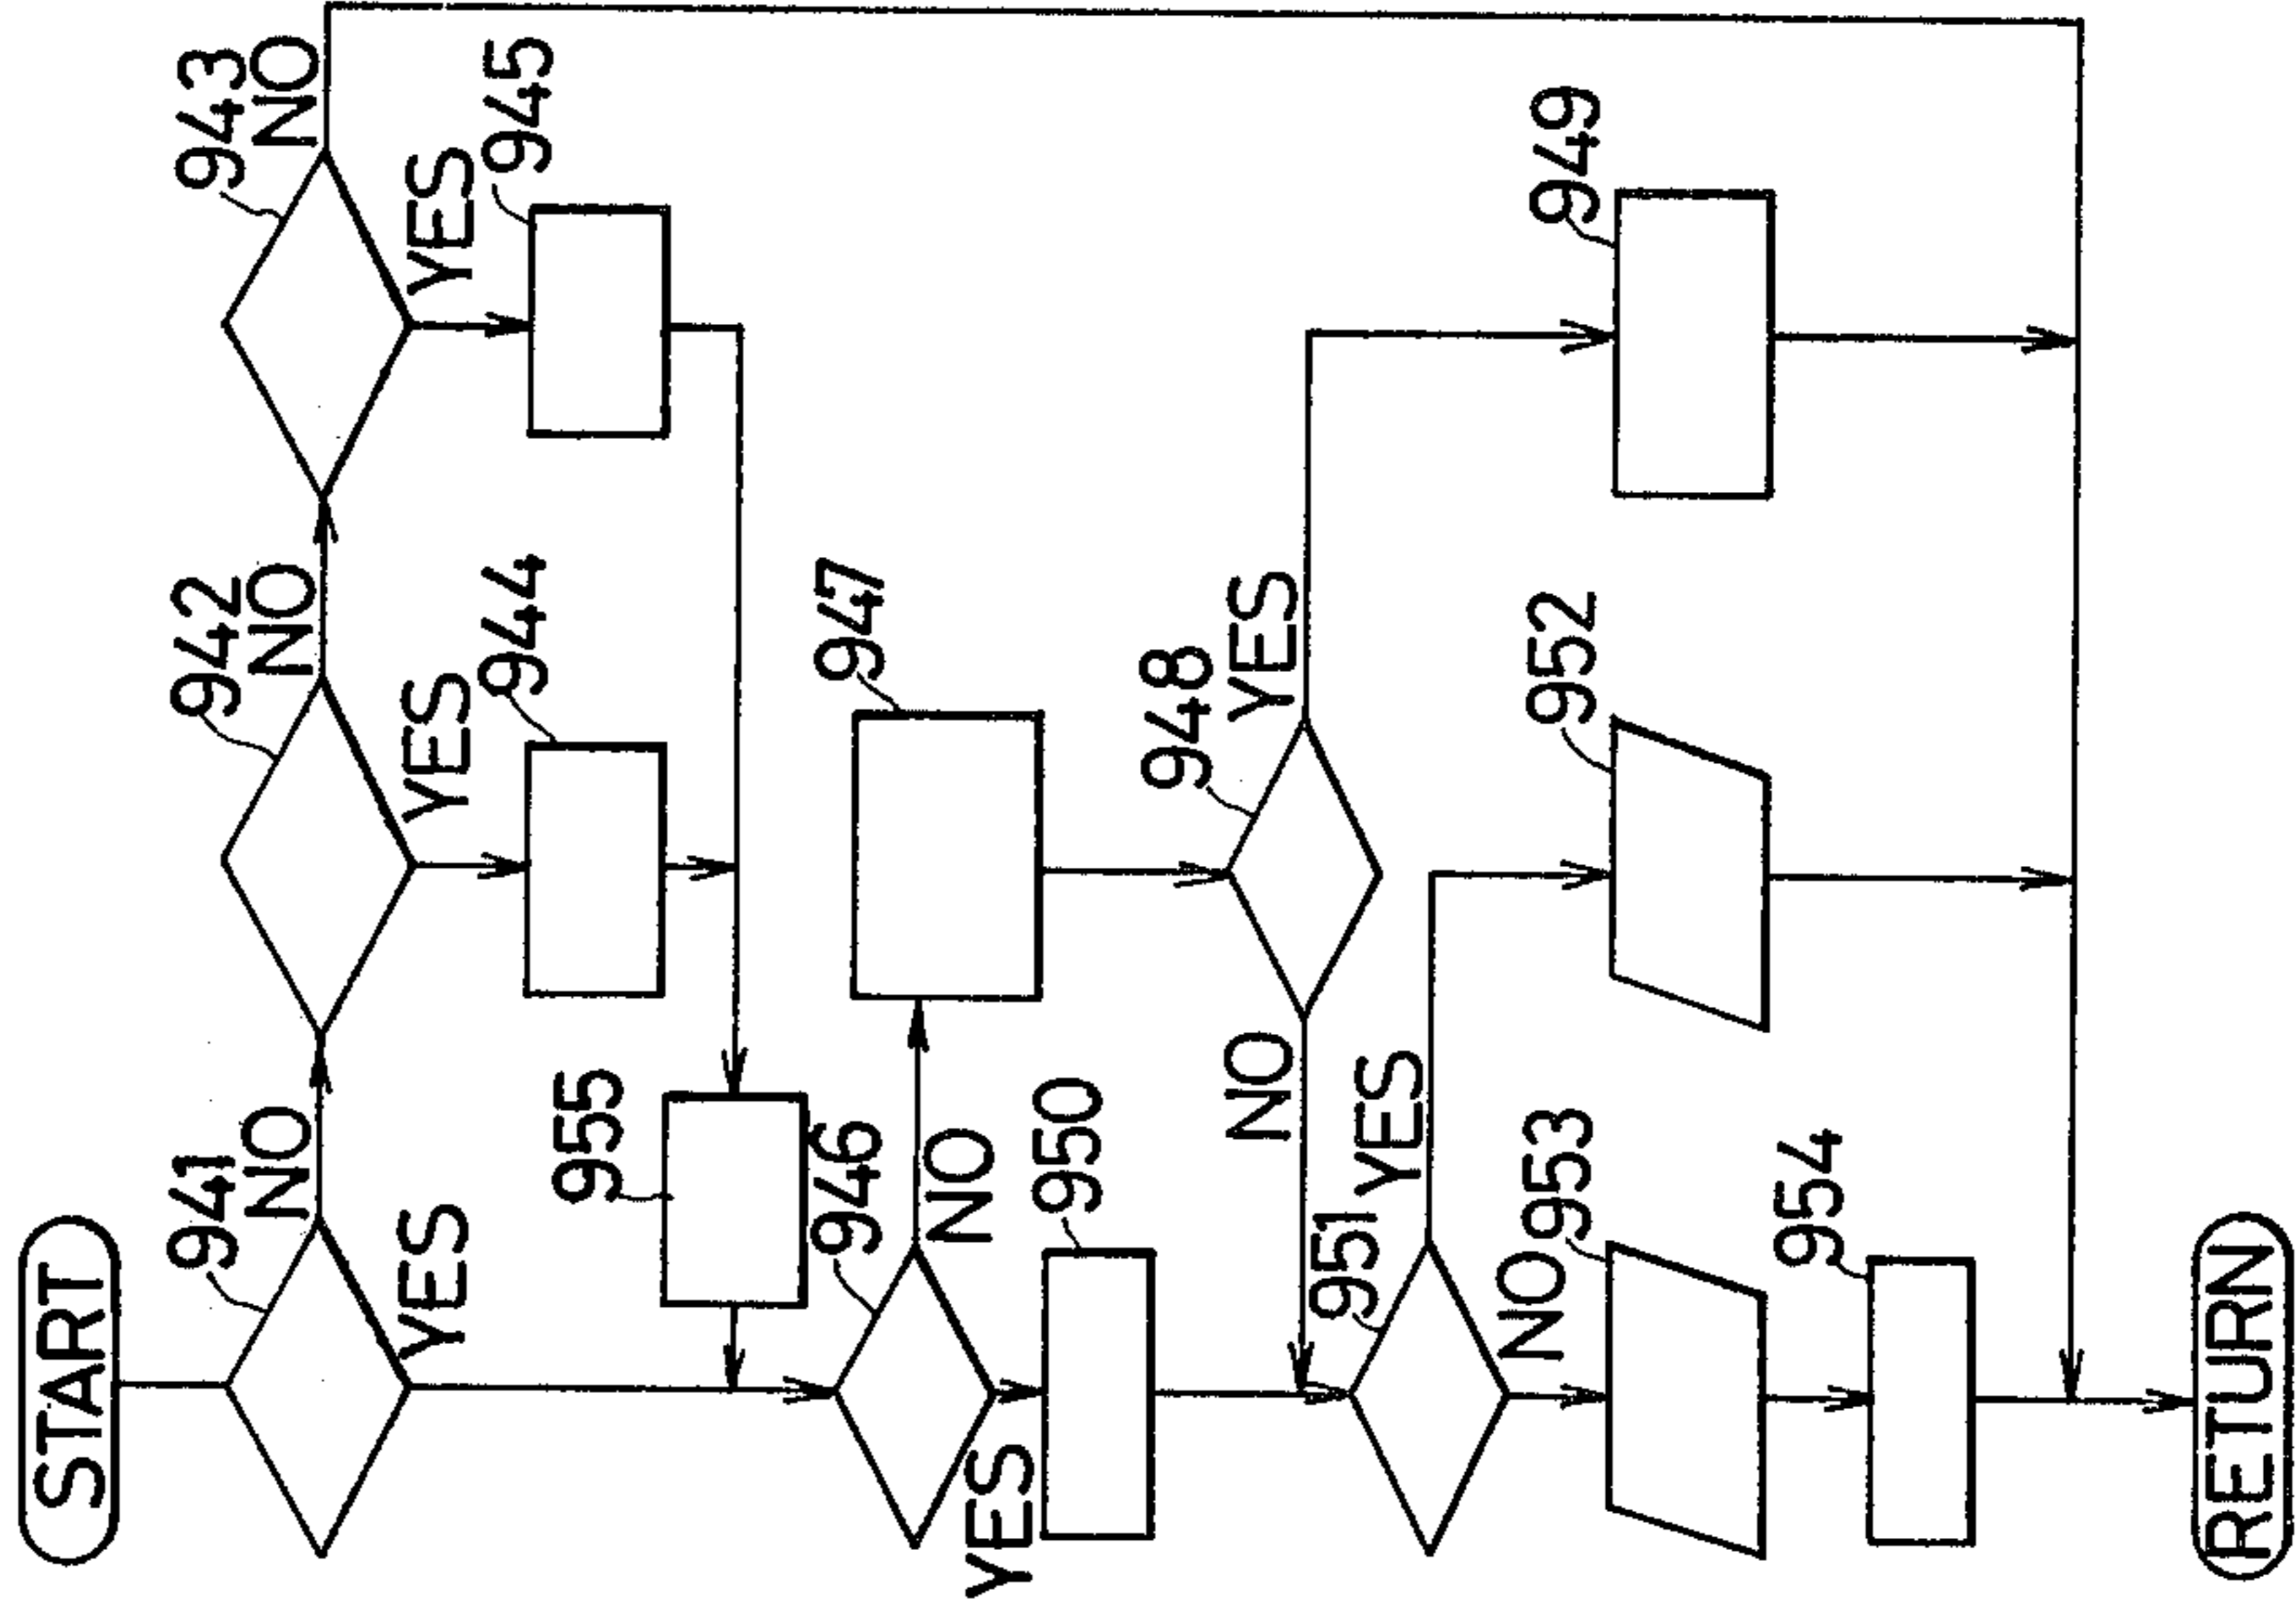 START
941
NO
942
NO
943
NO
YES
YES
YES
944
945
955
946
NO
947
YES
950
948
NO
YES
951
YES
NO
953
952
949
954
RETURN